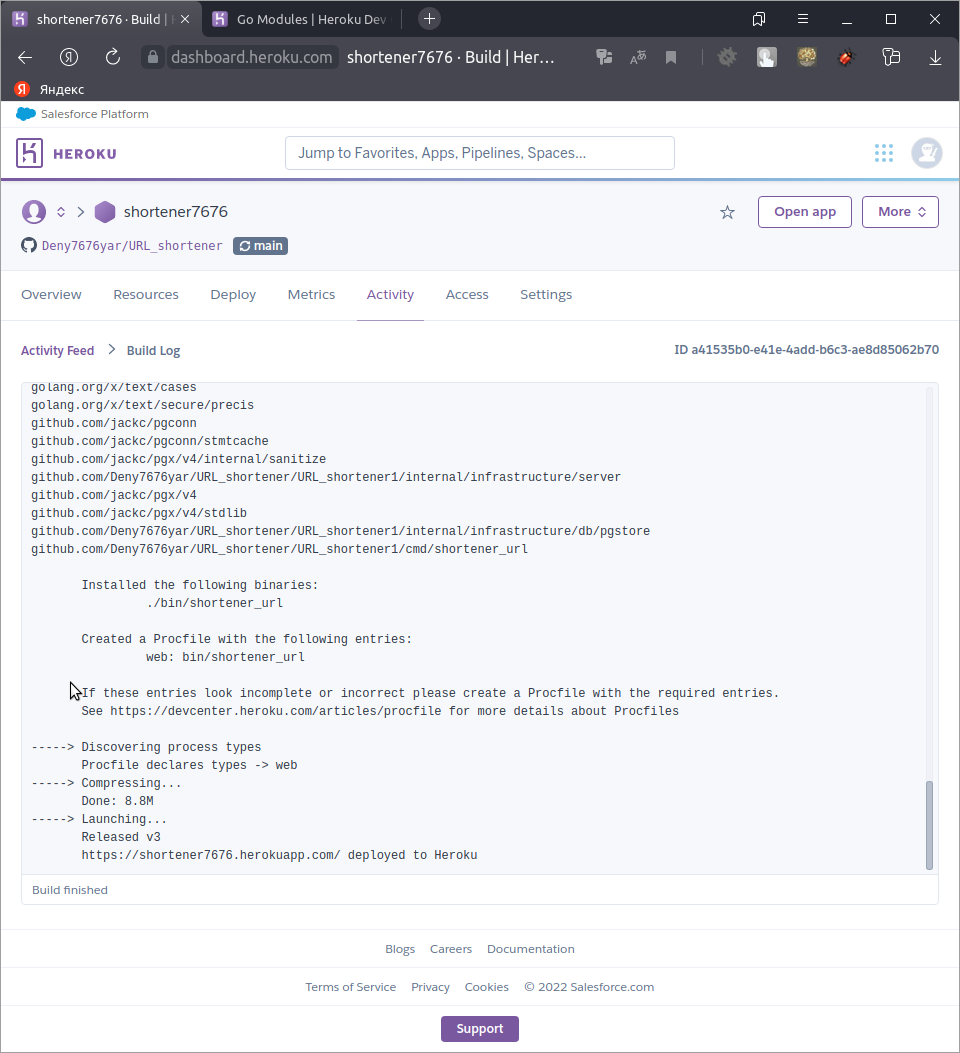 shortener7676 · Build |
Go Modules | Heroku Dev
dashboard.heroku.com shortener7676 · Build | Her...
Я Яндекс
Salesforce Platform
HEROKU
Jump to Favorites, Apps, Pipelines, Spaces...
shortener7676
Open app
More
Deny7676yar/URL_shortener
main
Overview Resources Deploy Metrics Activity Access Settings
Activity Feed > Build Log
ID a41535b0-e41e-4add-b6c3-ae8d85062b70
golang.org/x/text/cases
golang.org/x/text/secure/precis
github.com/jackc/pgconn
github.com/jackc/pgconn/stmtcache
github.com/jackc/pgx/v4/internal/sanitize
github.com/Deny7676yar/URL_shortener/URL_shortener1/internal/infrastructure/server
github.com/jackc/pgx/v4
github.com/jackc/pgx/v4/stdlib
github.com/Deny7676yar/URL_shortener/URL_shortener1/internal/infrastructure/db/pgstore
github.com/Deny7676yar/URL_shortener/URL_shortener1/cmd/shortener_url
Installed the following binaries:
./bin/shortener_url
Created a Procfile with the following entries:
web: bin/shortener_url
If these entries look incomplete or incorrect please create a Procfile with the required entries.
See https://devcenter.heroku.com/articles/procfile for more details about Procfiles
-----> Discovering process types
Procfile declares types -> web
-----> Compressing...
Done: 8.8M
-----> Launching...
Released v3
https://shortener7676.herokuapp.com/ deployed to Heroku
Build finished
Blogs Careers Documentation
Terms of Service Privacy Cookies © 2022 Salesforce.com
Support